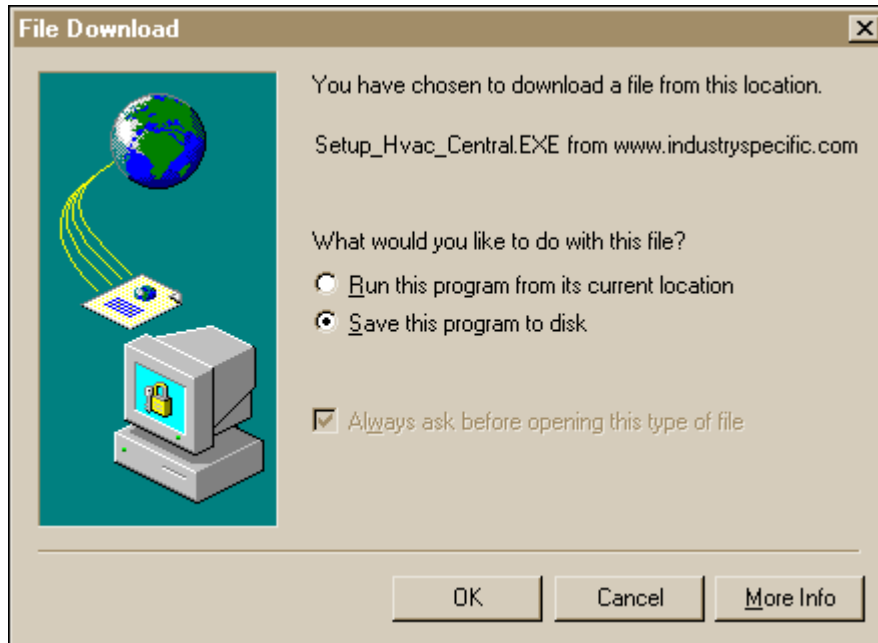 File Download
You have chosen to download a file from this location.
Setup_Hvac_Central.EXE from www.industryspecific.com
What would you like to do with this file?
Run this program from its current location
Save this program to disk
Always ask before opening this type of file
OK
Cancel
More Info